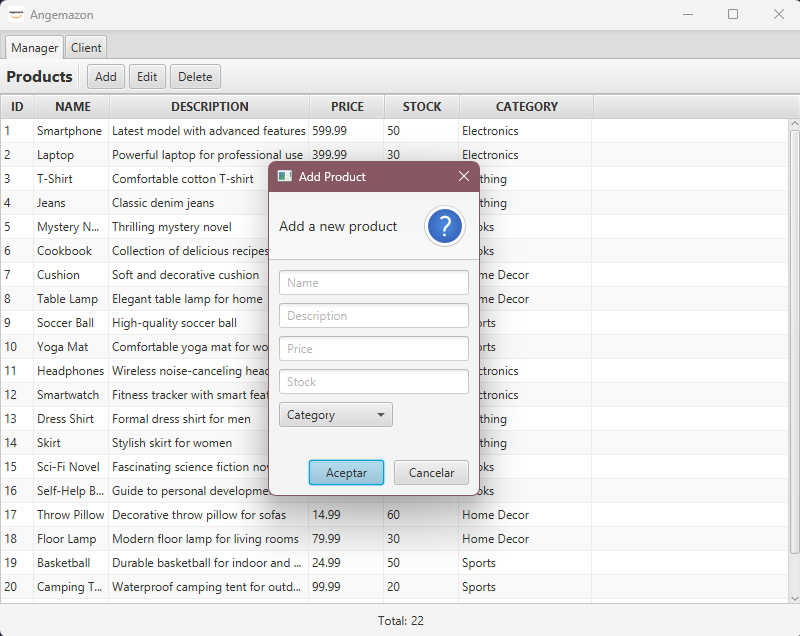 Angemazon
Manager Client
Products Add Edit Delete
ID NAME DESCRIPTION PRICE STOCK CATEGORY
1 Smartphone Latest model with advanced features 599.99 50 Electronics
2 Laptop Powerful laptop for professional use 399.99 30 Electronics
3 T-Shirt Comfortable cotton T-shirt thing
4 Jeans Classic denim jeans thing
5 Mystery N... Thrilling mystery novel oks
6 Cookbook Collection of delicious recipes oks
7 Cushion Soft and decorative cushion me Decor
8 Table Lamp Elegant table lamp for home me Decor
9 Soccer Ball High-quality soccer ball orts
10 Yoga Mat Comfortable yoga mat for wo orts
11 Headphones Wireless noise-canceling head ctronics
12 Smartwatch Fitness tracker with smart feat ctronics
13 Dress Shirt Formal dress shirt for men thing
14 Skirt Stylish skirt for women thing
15 Sci-Fi Novel Fascinating science fiction nov oks
16 Self-Help B... Guide to personal developme oks
17 Throw Pillow Decorative throw pillow for sofas 14.99 60 Home Decor
18 Floor Lamp Modern floor lamp for living rooms 79.99 30 Home Decor
19 Basketball Durable basketball for indoor and ... 24.99 50 Sports
20 Camping T... Waterproof camping tent for outd... 99.99 20 Sports
Total: 22
Add Product
Add a new product ?
Name
Description
Price
Stock
Category
Aceptar Cancelar